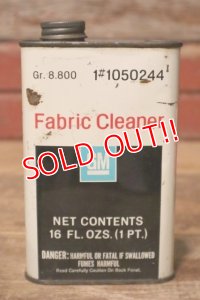 Gr. 8.800 1#1050244
Fabric Cleaner
SOLD OUT!!
GM
NET CONTENTS
16 FL. OZS. (1 PT.)
DANGER: HARMFUL OR FATAL IF SWALLOWED
FUMES HARMFUL
Read Carefully Caution On Back Panel.